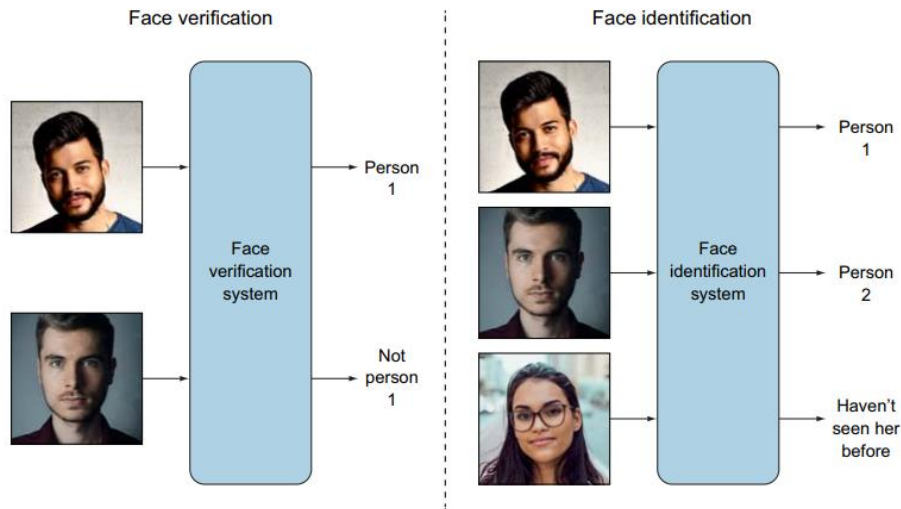 Face verification
Face
verification
system
Person
1
Not
person
1
Face identification
Face
identification
system
Person
1
Person
2
Haven’t
seen her
before